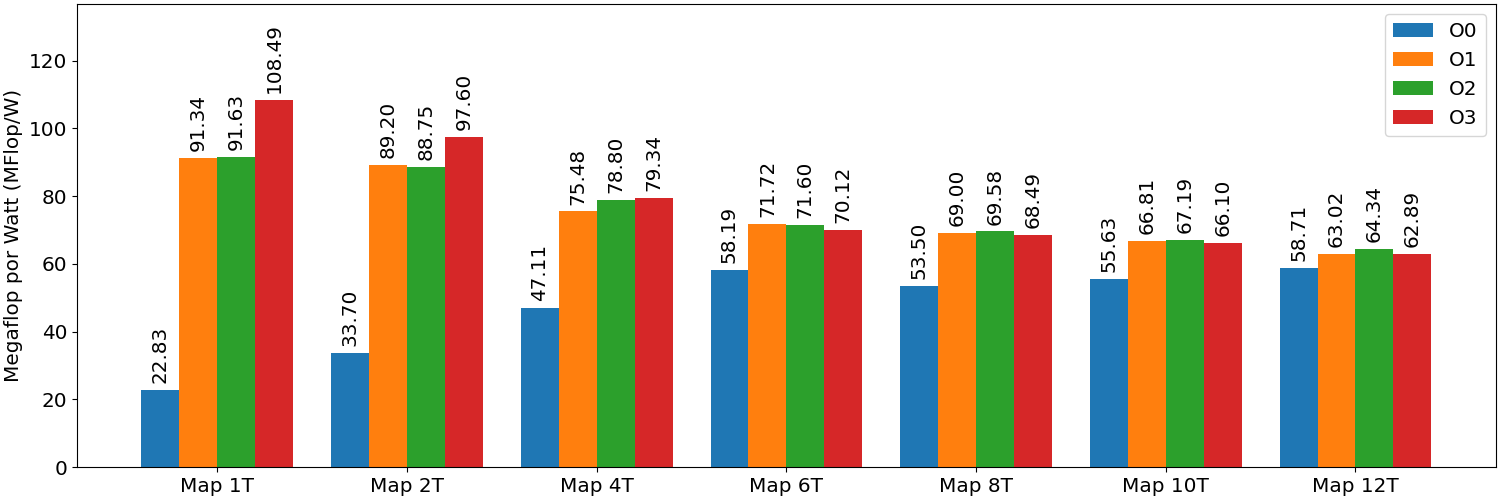 Megaflop por Watt (MFlop/W)
120
100
80
60
40
20
0
22.83
91.34
91.63
108.49
33.70
89.20
88.75
97.60
47.11
75.48
78.80
79.34
58.19
71.72
71.60
70.12
53.50
69.00
69.58
68.49
55.63
66.81
67.19
66.10
58.71
63.02
64.34
62.89
Map 1T
Map 2T
Map 4T
Map 6T
Map 8T
Map 10T
Map 12T
O0
O1
O2
O3